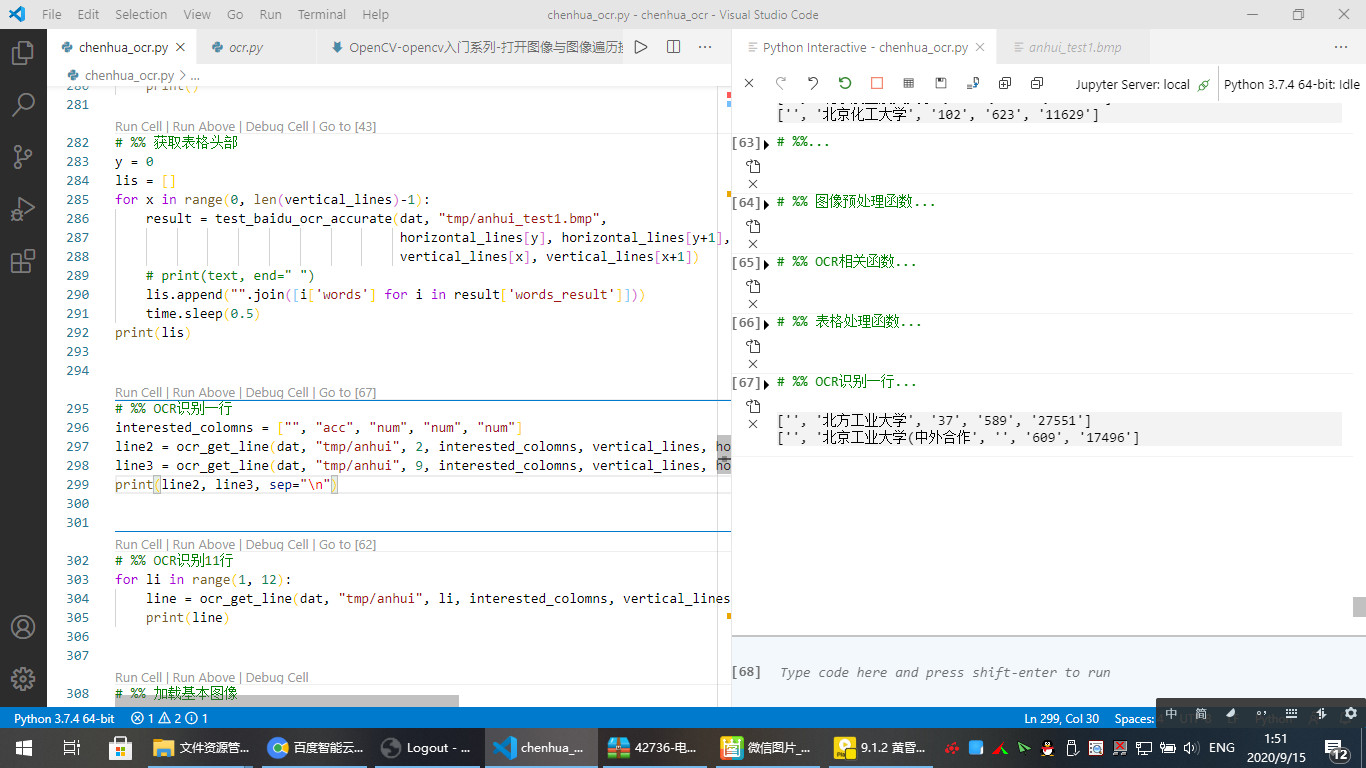 File Edit Selection View Go Run Terminal Help
chenhua_ocr.py - chenhua_ocr - Visual Studio Code
chenhua_ocr.py
ocr.py
OpenCV-opencv入门系列-打开图像与图像遍历
Python Interactive - chenhua_ocr.py
anhui_test1.bmp
chenhua_ocr.py > ...
280 print()
281
Run Cell | Run Above | Debug Cell | Go to [43]
282 # %% 获取表格头部
283 y = 0
284 lis = []
285 for x in range(0, len(vertical_lines)-1):
286 result = test_baidu_ocr_accurate(dat, "tmp/anhui_test1.bmp",
287 horizontal_lines[y], horizontal_lines[y+1],
288 vertical_lines[x], vertical_lines[x+1])
289 # print(text, end=" ")
290 lis.append("".join([i['words'] for i in result['words_result']]))
291 time.sleep(0.5)
292 print(lis)
293
294
Run Cell | Run Above | Debug Cell | Go to [67]
295 # %% OCR识别一行
296 interested_colomns = ["", "acc", "num", "num", "num"]
297 line2 = ocr_get_line(dat, "tmp/anhui", 2, interested_colomns, vertical_lines, ho
298 line3 = ocr_get_line(dat, "tmp/anhui", 9, interested_colomns, vertical_lines, ho
299 print(line2, line3, sep="\n")
300
301
Run Cell | Run Above | Debug Cell | Go to [62]
302 # %% OCR识别11行
303 for li in range(1, 12):
304 line = ocr_get_line(dat, "tmp/anhui", li, interested_colomns, vertical_lines
305 print(line)
306
307
Run Cell | Run Above | Debug Cell
308 # %% 加载基本图像
Jupyter Server: local
Python 3.7.4 64-bit: Idle
['', '北京化工大学', '102', '623', '11629']
[63] # %%...
[64] # %% 图像预处理函数...
[65] # %% OCR相关函数...
[66] # %% 表格处理函数...
[67] # %% OCR识别一行...
['', '北方工业大学', '37', '589', '27551']
['', '北京工业大学(中外合作', '', '609', '17496']
[68] Type code here and press shift-enter to run
中 简
Python 3.7.4 64-bit 1 2 1
Ln 299, Col 30 Spaces:
文件资源管...
百度智能云...
Logout - ...
chenhua_...
42736-电...
微信图片_...
9.1.2 黄昏...
ENG
1:51
2020/9/15
12